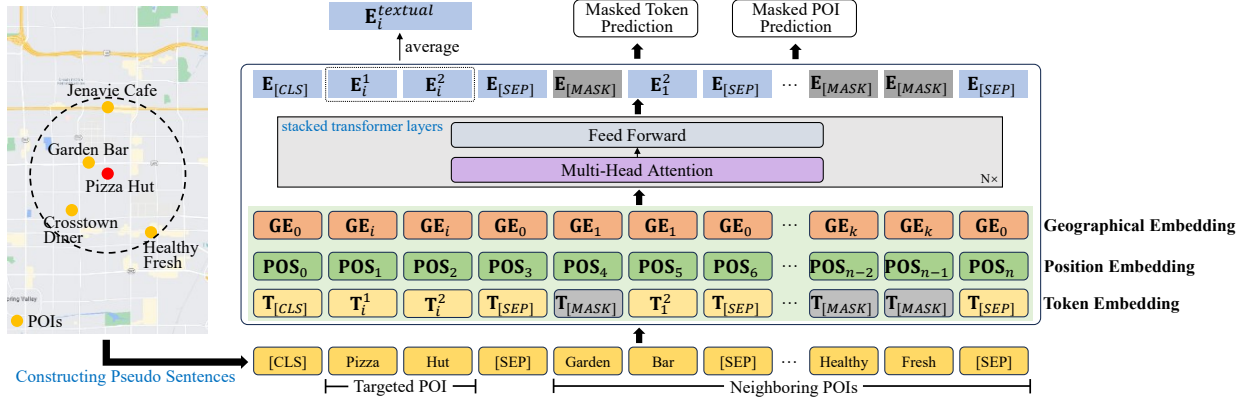 Jenavie Cafe
Garden Bar
Pizza Hut
Crosstown
Diner
Healthy
Fresh
POIs
Constructing Pseudo Sentences
E_i^{textual}
average
Masked Token
Prediction
Masked POI
Prediction
E_{[CLS]} E_i^1 E_i^2 E_{[SEP]} E_{[MASK]} E_1^2 E_{[SEP]} ... E_{[MASK]} E_{[MASK]} E_{[SEP]}
stacked transformer layers
Feed Forward
Multi-Head Attention
N×
GE_0 GE_i GE_i GE_0 GE_1 GE_1 GE_0 ... GE_k GE_k GE_0 Geographical Embedding
POS_0 POS_1 POS_2 POS_3 POS_4 POS_5 POS_6 ... POS_{n-2} POS_{n-1} POS_n Position Embedding
T_{[CLS]} T_i^1 T_i^2 T_{[SEP]} T_{[MASK]} T_1^2 T_{[SEP]} ... T_{[MASK]} T_{[MASK]} T_{[SEP]} Token Embedding
[CLS] Pizza Hut [SEP] Garden Bar [SEP] ... Healthy Fresh [SEP]
Targeted POI
Neighboring POIs